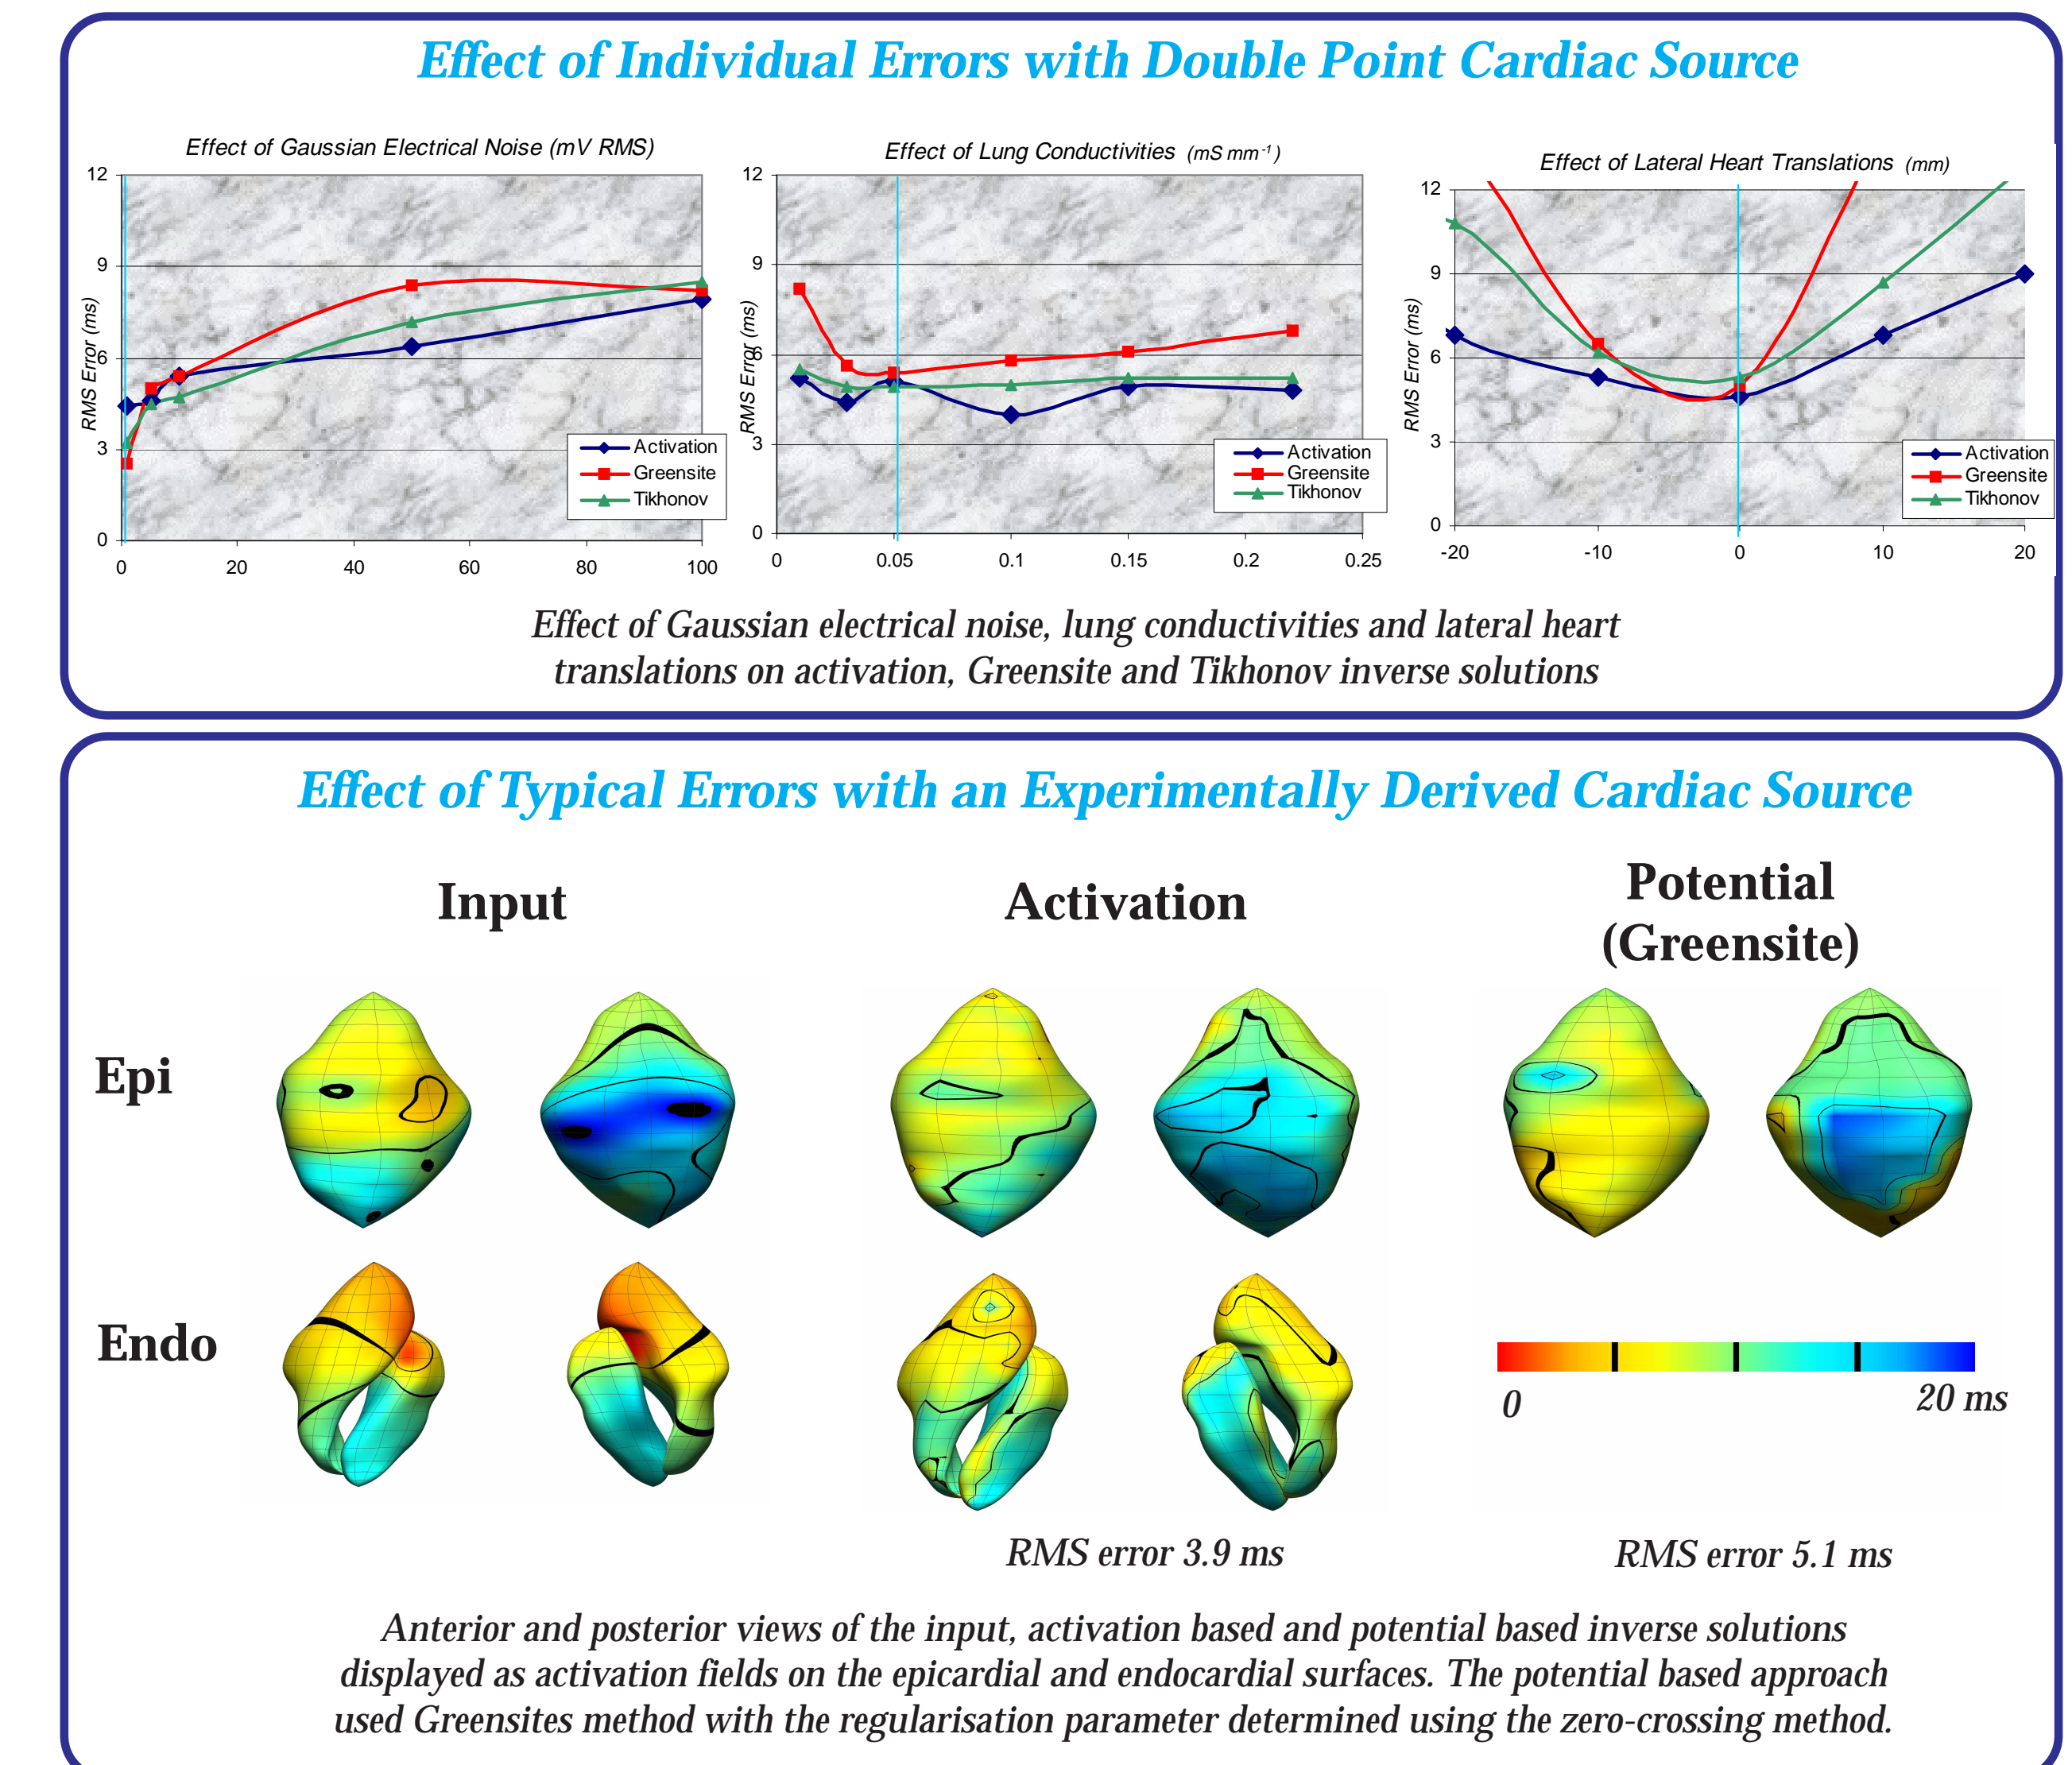 Effect of Individual Errors with Double Point Cardiac Source
Effect of Gaussian Electrical Noise (mV RMS)
12
9
6
3
0
RMS Error (ms)
0 20 40 60 80 100
Activation
Greensite
Tikhonov
Effect of Lung Conductivities (mS mm-1)
12
9
6
3
0
RMS Error (ms)
0 0.05 0.1 0.15 0.2 0.25
Activation
Greensite
Tikhonov
Effect of Lateral Heart Translations (mm)
12
9
6
3
0
RMS Error (ms)
-20 -10 0 10 20
Activation
Greensite
Tikhonov
Effect of Gaussian electrical noise, lung conductivities and lateral heart
translations on activation, Greensite and Tikhonov inverse solutions
Effect of Typical Errors with an Experimentally Derived Cardiac Source
Input
Activation
Potential
(Greensite)
Epi
Endo
0
20 ms
RMS error 3.9 ms
RMS error 5.1 ms
Anterior and posterior views of the input, activation based and potential based inverse solutions
displayed as activation fields on the epicardial and endocardial surfaces. The potential based approach
used Greensites method with the regularisation parameter determined using the zero-crossing method.